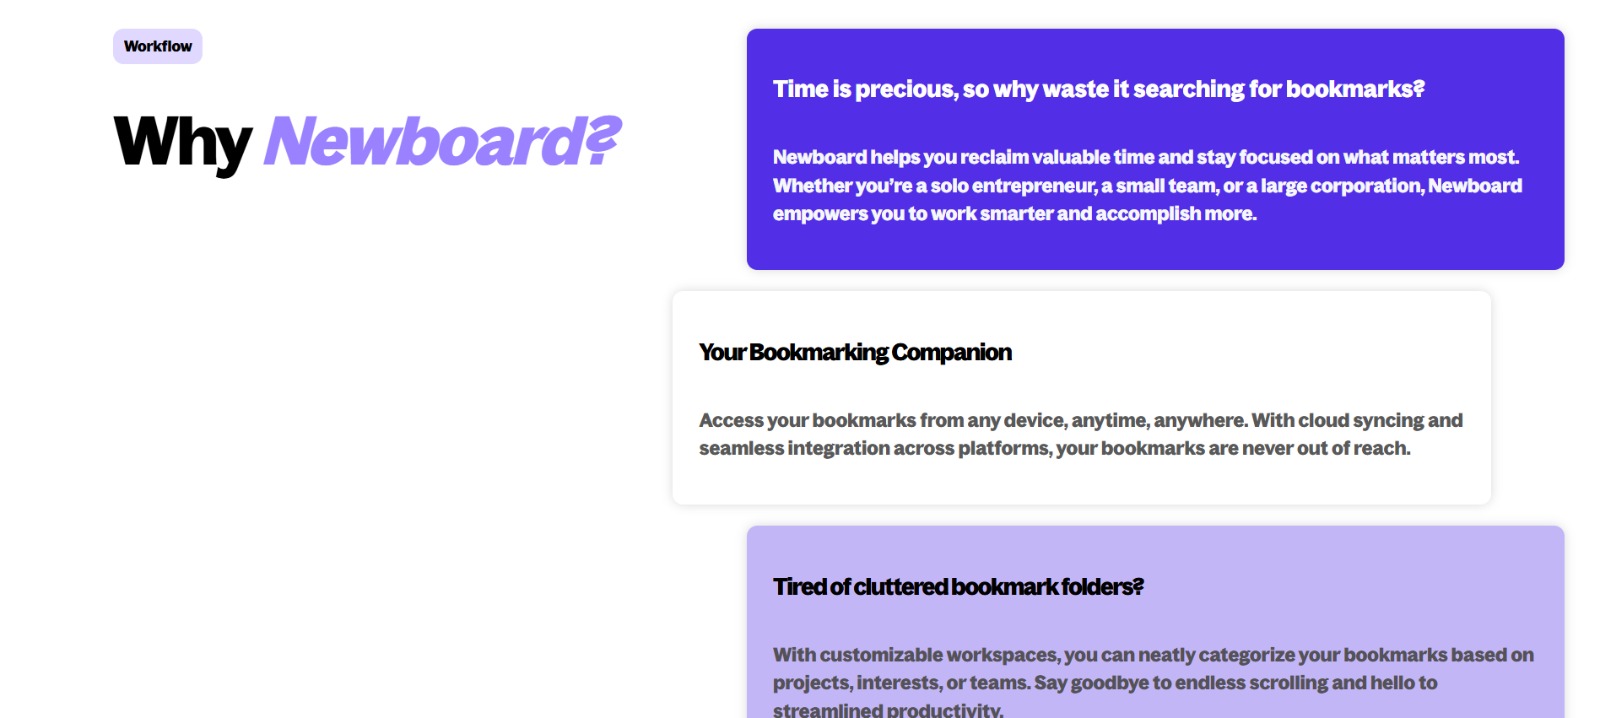 Workflow
Why Newboard?
Time is precious, so why waste it searching for bookmarks?
Newboard helps you reclaim valuable time and stay focused on what matters most.
Whether you’re a solo entrepreneur, a small team, or a large corporation, Newboard
empowers you to work smarter and accomplish more.
Your Bookmarking Companion
Access your bookmarks from any device, anytime, anywhere. With cloud syncing and
seamless integration across platforms, your bookmarks are never out of reach.
Tired of cluttered bookmark folders?
With customizable workspaces, you can neatly categorize your bookmarks based on
projects, interests, or teams. Say goodbye to endless scrolling and hello to
streamlined productivity.